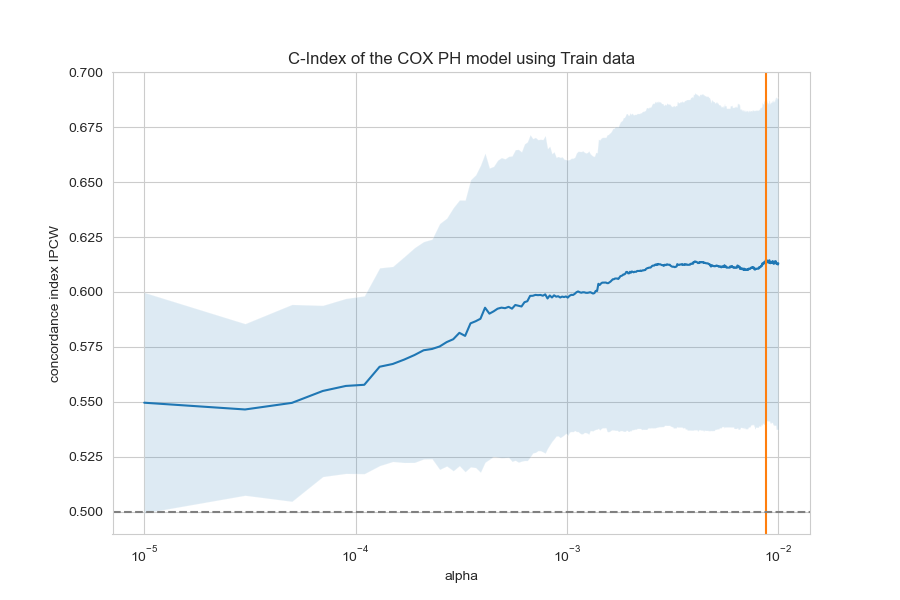 C-Index of the COX PH model using Train data
0.700
0.675
0.650
0.625
0.600
0.575
0.550
0.525
0.500
concordance index IPCW
10⁻⁵ 10⁻⁴ 10⁻³ 10⁻²
alpha